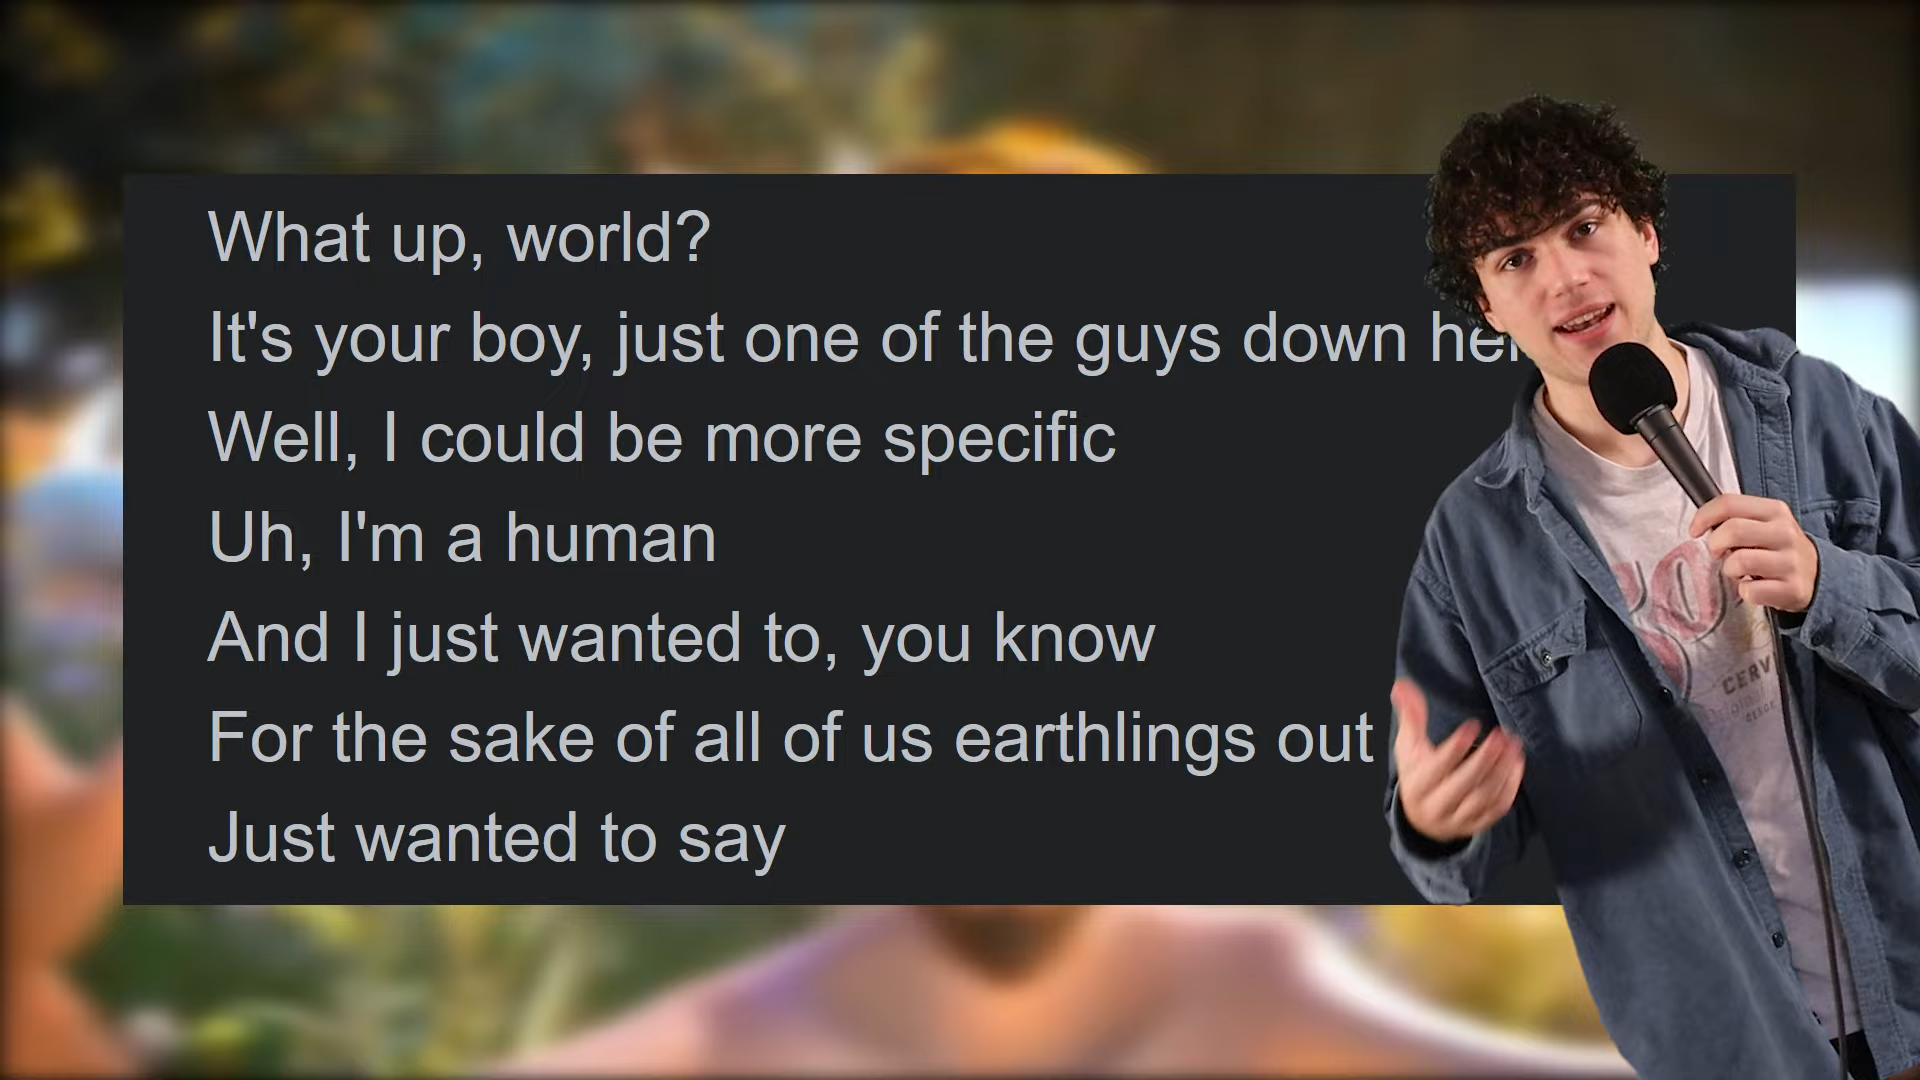 What up, world?
It's your boy, just one of the guys down
Well, I could be more specific
Uh, I'm a human
And I just wanted to, you know
For the sake of all of us earthlings out
Just wanted to say
CERV